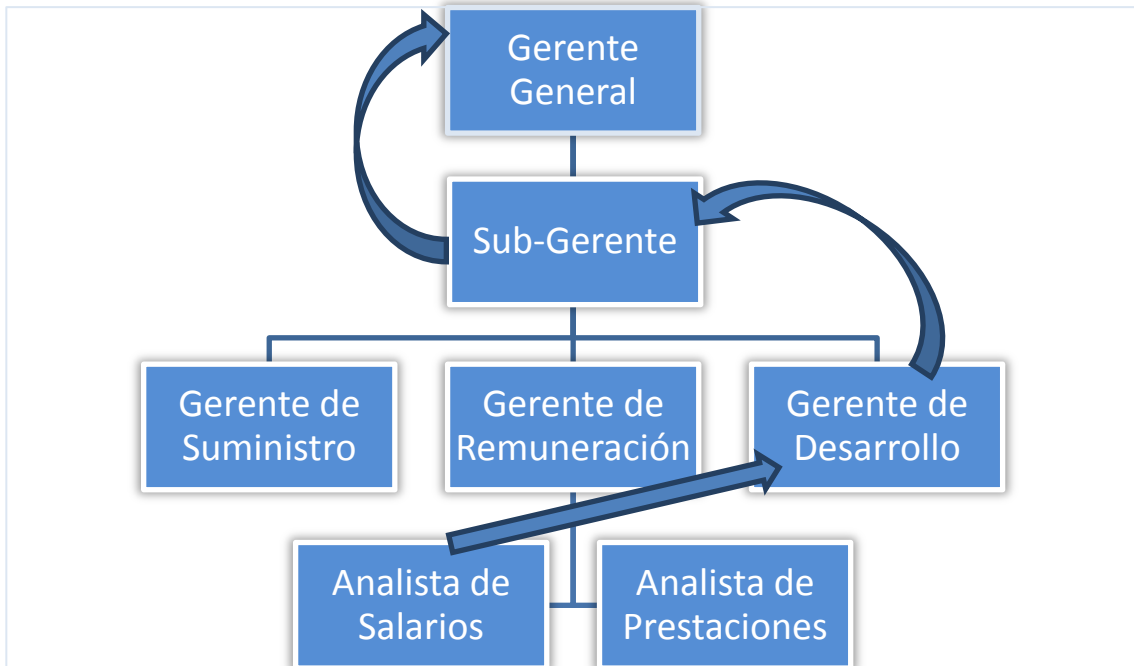 Gerente
General
Sub-Gerente
Gerente de
Suministro
Gerente de
Remuneración
Gerente de
Desarrollo
Analista de
Salarios
Analista de
Prestaciones